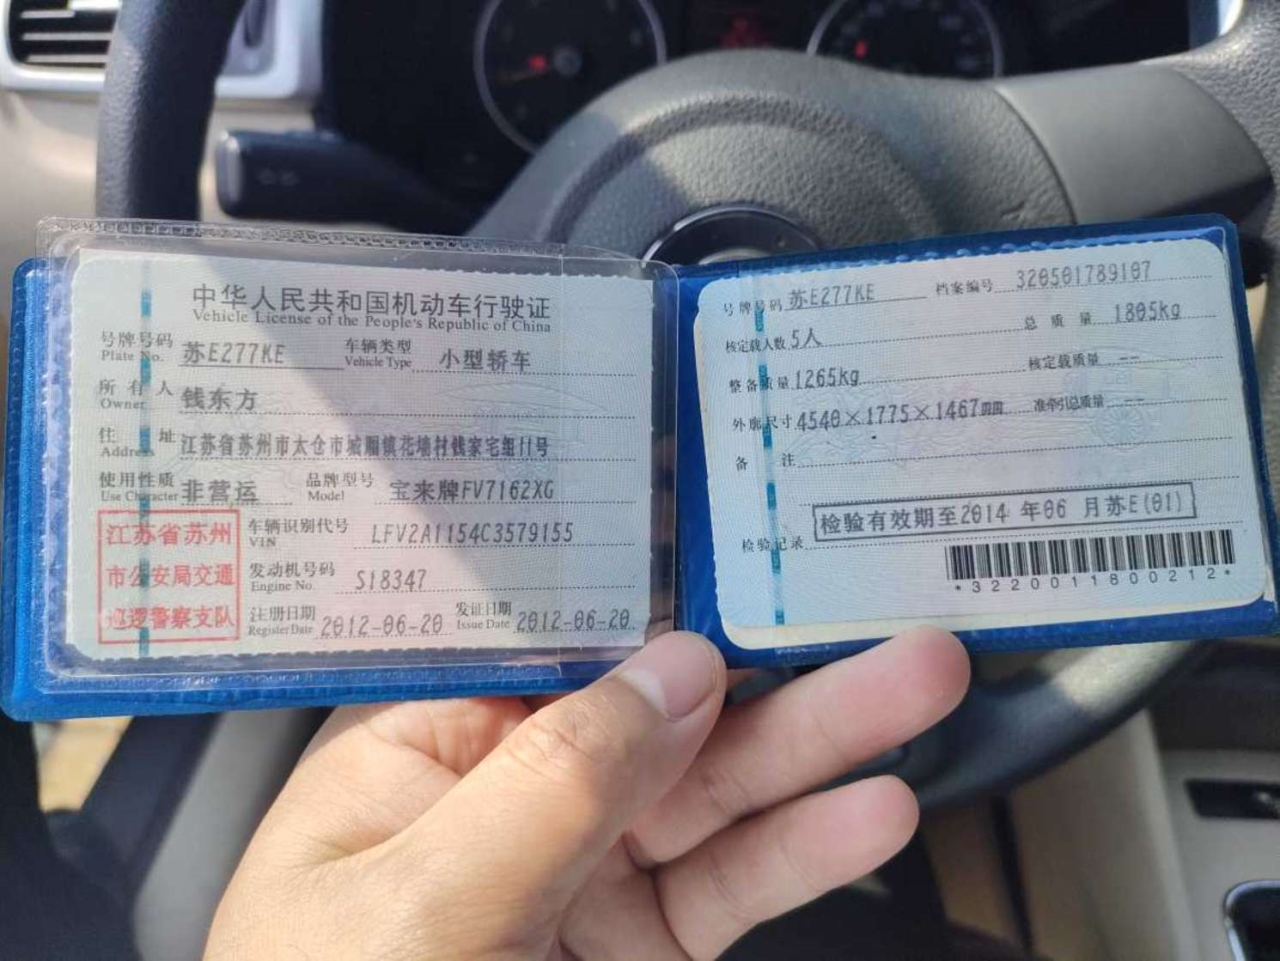 中华人民共和国机动车行驶证
Vehicle License of the People's Republic of China
号牌号码 苏E277KE 车辆类型 小型轿车
Plate No. Vehicle Type
所有人 钱东方
Owner
住址 江苏省苏州市太仓市城厢镇花墙村钱家宅组11号
Address
使用性质 非营运 品牌型号 宝来牌FV7162XG
Use Character Model
江苏省苏州
市公安局交通
巡逻警察支队
车辆识别代号 LFV2A1154C3579155
VIN
发动机号码 S18347
Engine No.
注册日期 2012-06-20 发证日期 2012-06-20
Register Date Issue Date
号牌号码 苏E277KE 档案编号 320501789107
核定载人数 5人 总质量 1805kg
整备质量 1265kg 核定载质量 --
外廓尺寸 4540×1775×1467mm 准牵引总质量 --
备注
检验有效期至2014年06月苏E(01)
检验记录
*3220011800212*